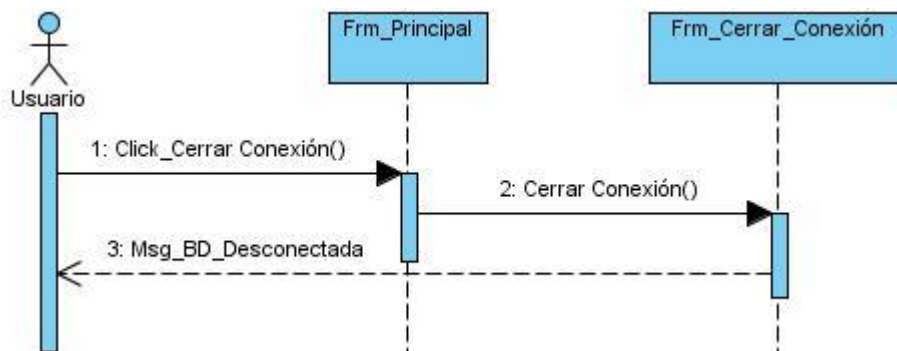 Frm_Principal
Frm_Cerrar_Conexión
Usuario
1: Click_Cerrar Conexión()
2: Cerrar Conexión()
3: Msg_BD_Desconectada